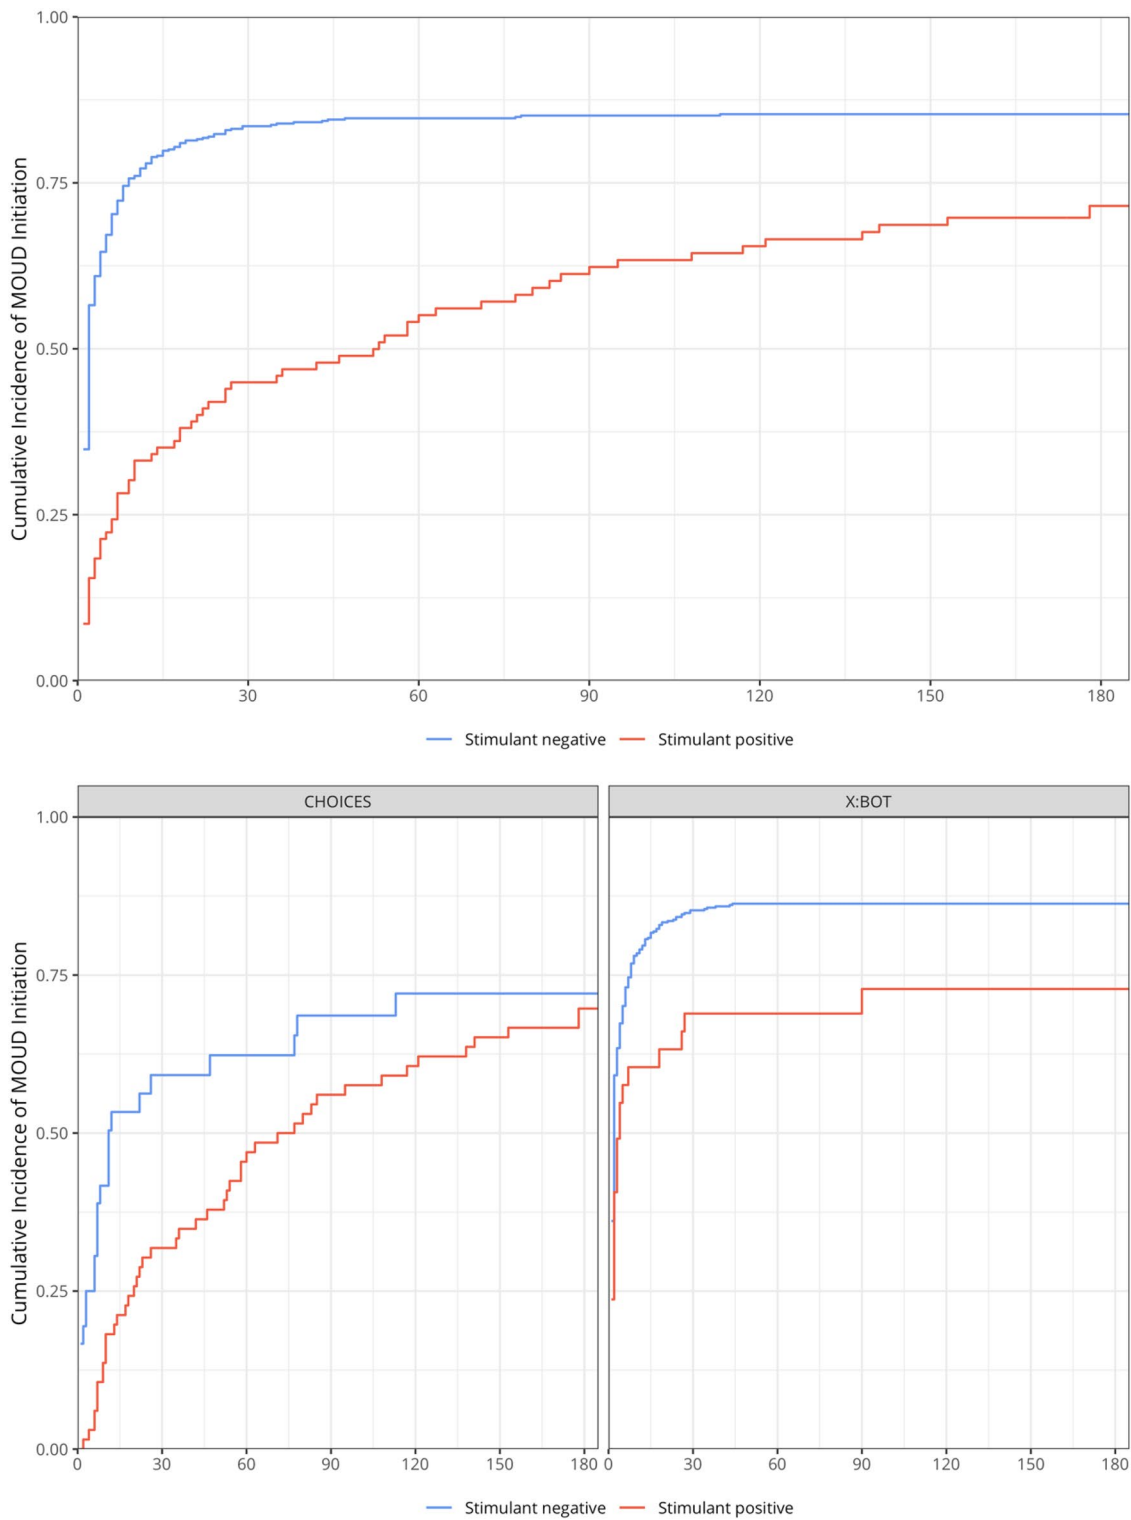 1.00
0.75
0.50
0.25
0.00
Cumulative Incidence of MOUD Initiation
0 30 60 90 120 150 180
Stimulant negative Stimulant positive
CHOICES X:BOT
1.00
0.75
0.50
0.25
0.00
Cumulative Incidence of MOUD Initiation
0 30 60 90 120 150 180 0 30 60 90 120 150 180
Stimulant negative Stimulant positive